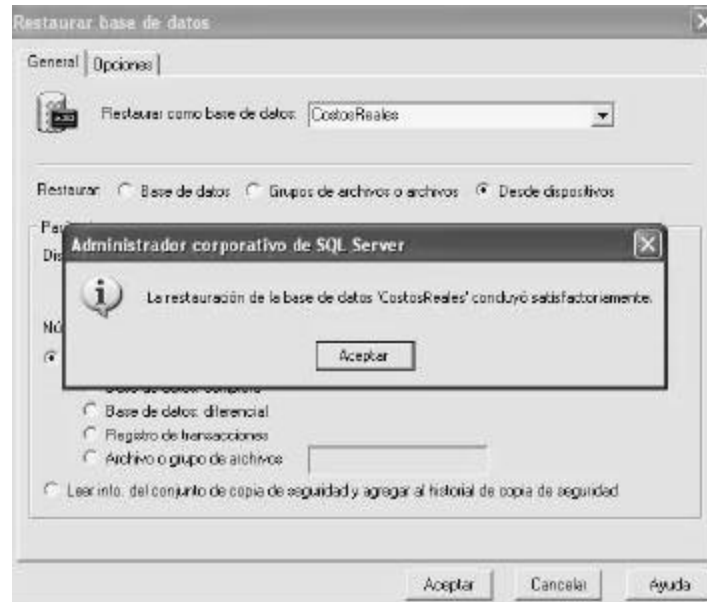 Restaurar base de datos
General Opciones
Restaurar como base de datos: CostosReales
Restaurar: Base de datos Grupos de archivos o archivos Desde dispositivos
Administrador corporativo de SQL Server
La restauración de la base de datos 'CostosReales' concluyó satisfactoriamente.
Aceptar
Base de datos: diferencial
Registro de transacciones
Archivo o grupo de archivos
Leer info. del conjunto de copia de seguridad y agregar al historial de copia de seguridad
Aceptar Cancelar Ayuda